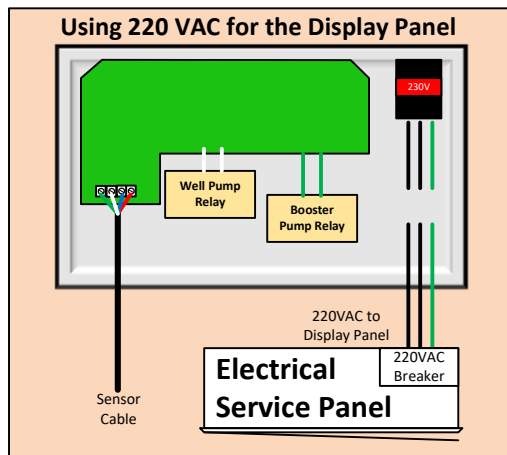 Using 220 VAC for the Display Panel
230V
Well Pump
Relay
Booster
Pump Relay
220VAC to
Display Panel
220VAC
Breaker
Electrical
Service Panel
Sensor
Cable